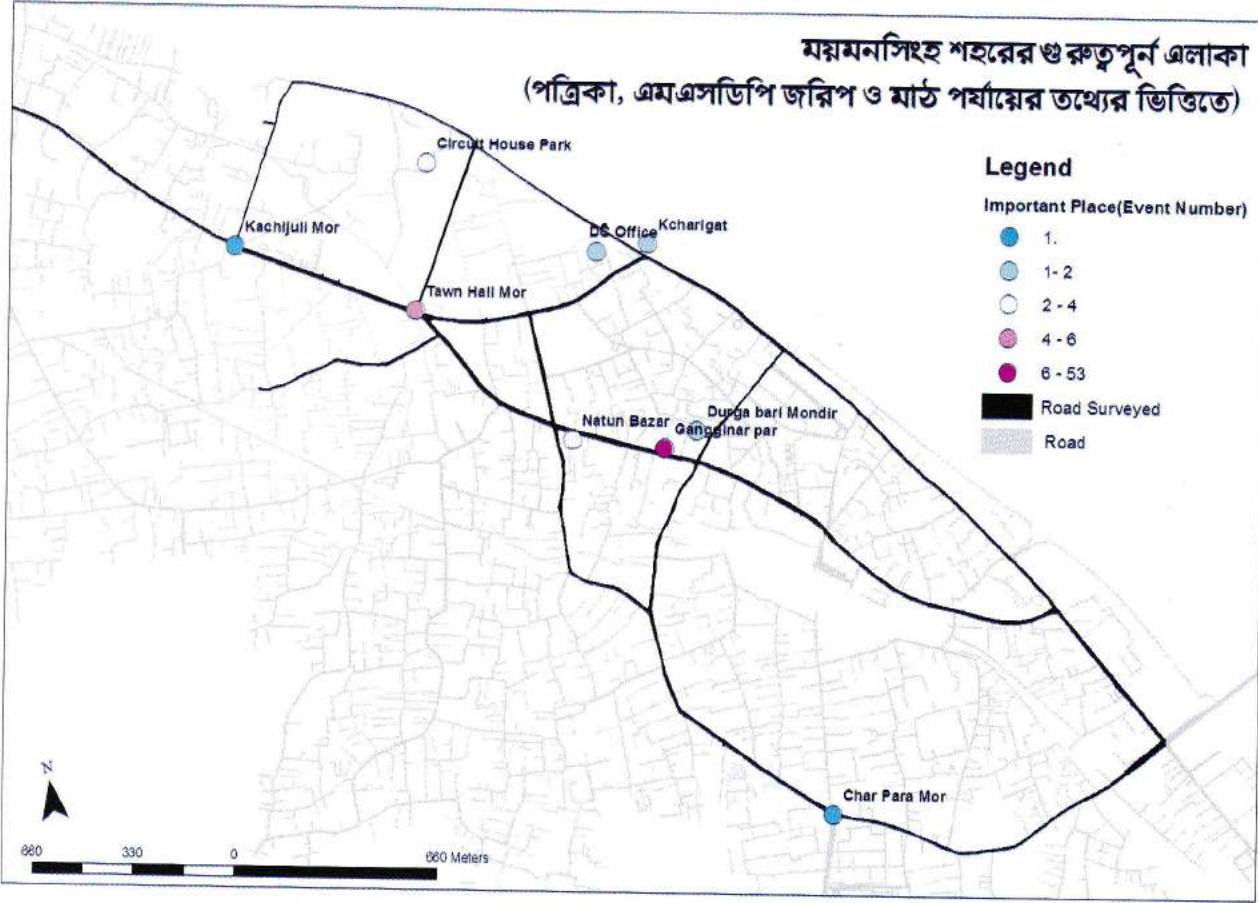 ময়মনসিংহ শহরের গু রুত্বপূর্ন এলাকা
(পত্রিকা, এমএসডিপি জরিপ ও মাঠ পর্যায়ের তথ্যের ভিত্তিতে)
Legend
Important Place(Event Number)
1.
1- 2
2 - 4
4 - 6
6 - 53
Road Surveyed
Road
Circuit House Park
Kachijuli Mor
DC Office
Kcharigat
Tawn Hall Mor
Durga bari Mondir
Natun Bazar
Gangginar par
Char Para Mor
N
660 330 0 660 Meters